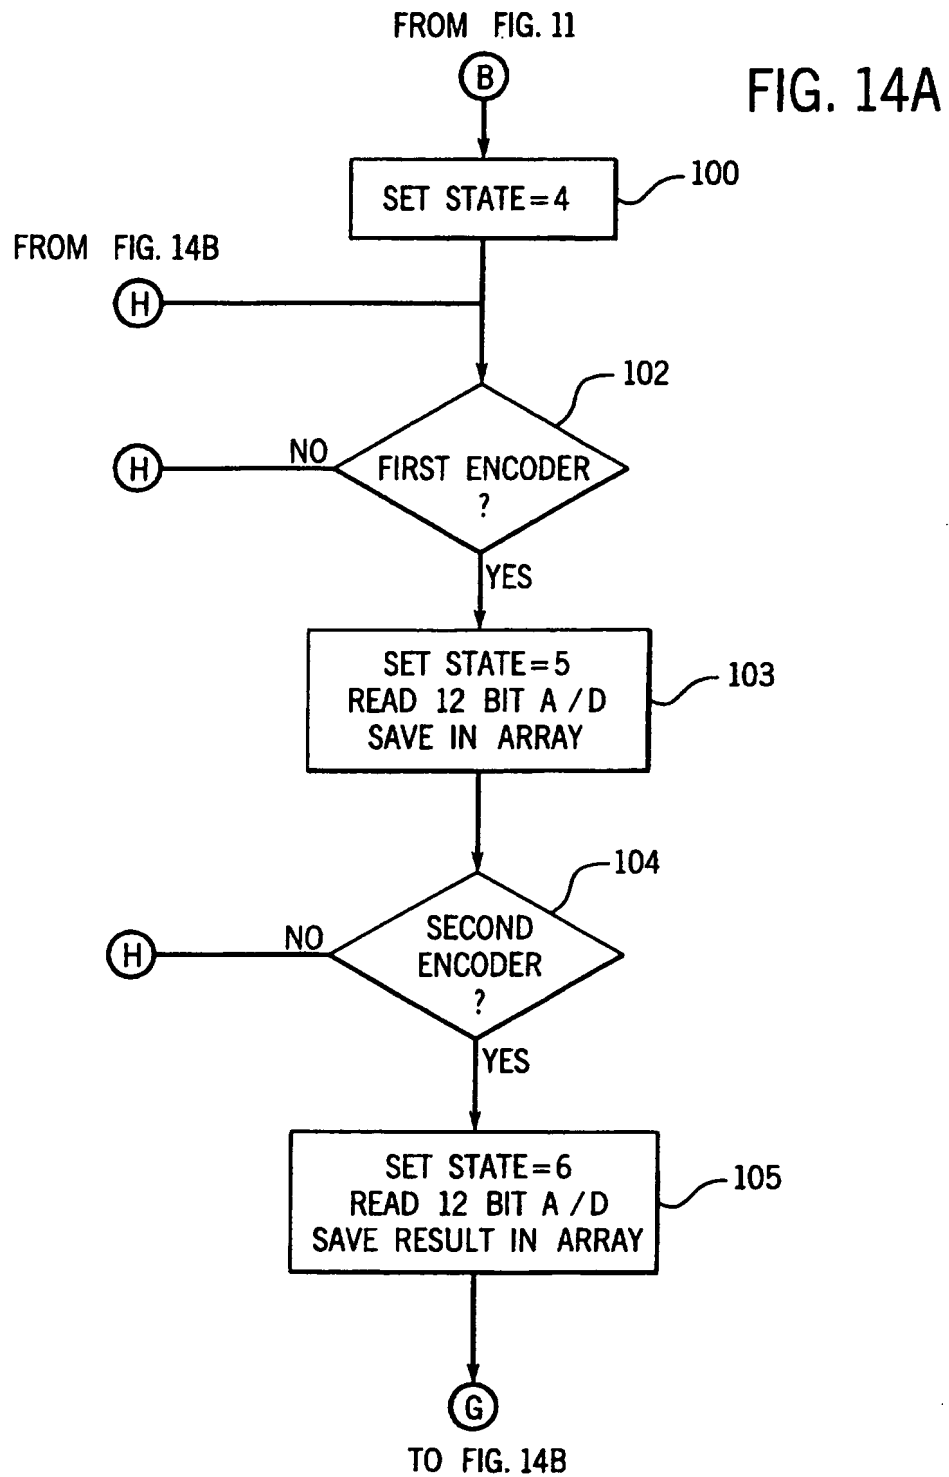 FROM FIG. 11
B
FIG. 14A
100
SET STATE=4
FROM FIG. 14B
H
102
H
NO
FIRST ENCODER
?
YES
SET STATE=5
READ 12 BIT A/D
SAVE IN ARRAY
103
104
H
NO
SECOND
ENCODER
?
YES
SET STATE=6
READ 12 BIT A/D
SAVE RESULT IN ARRAY
105
G
TO FIG. 14B